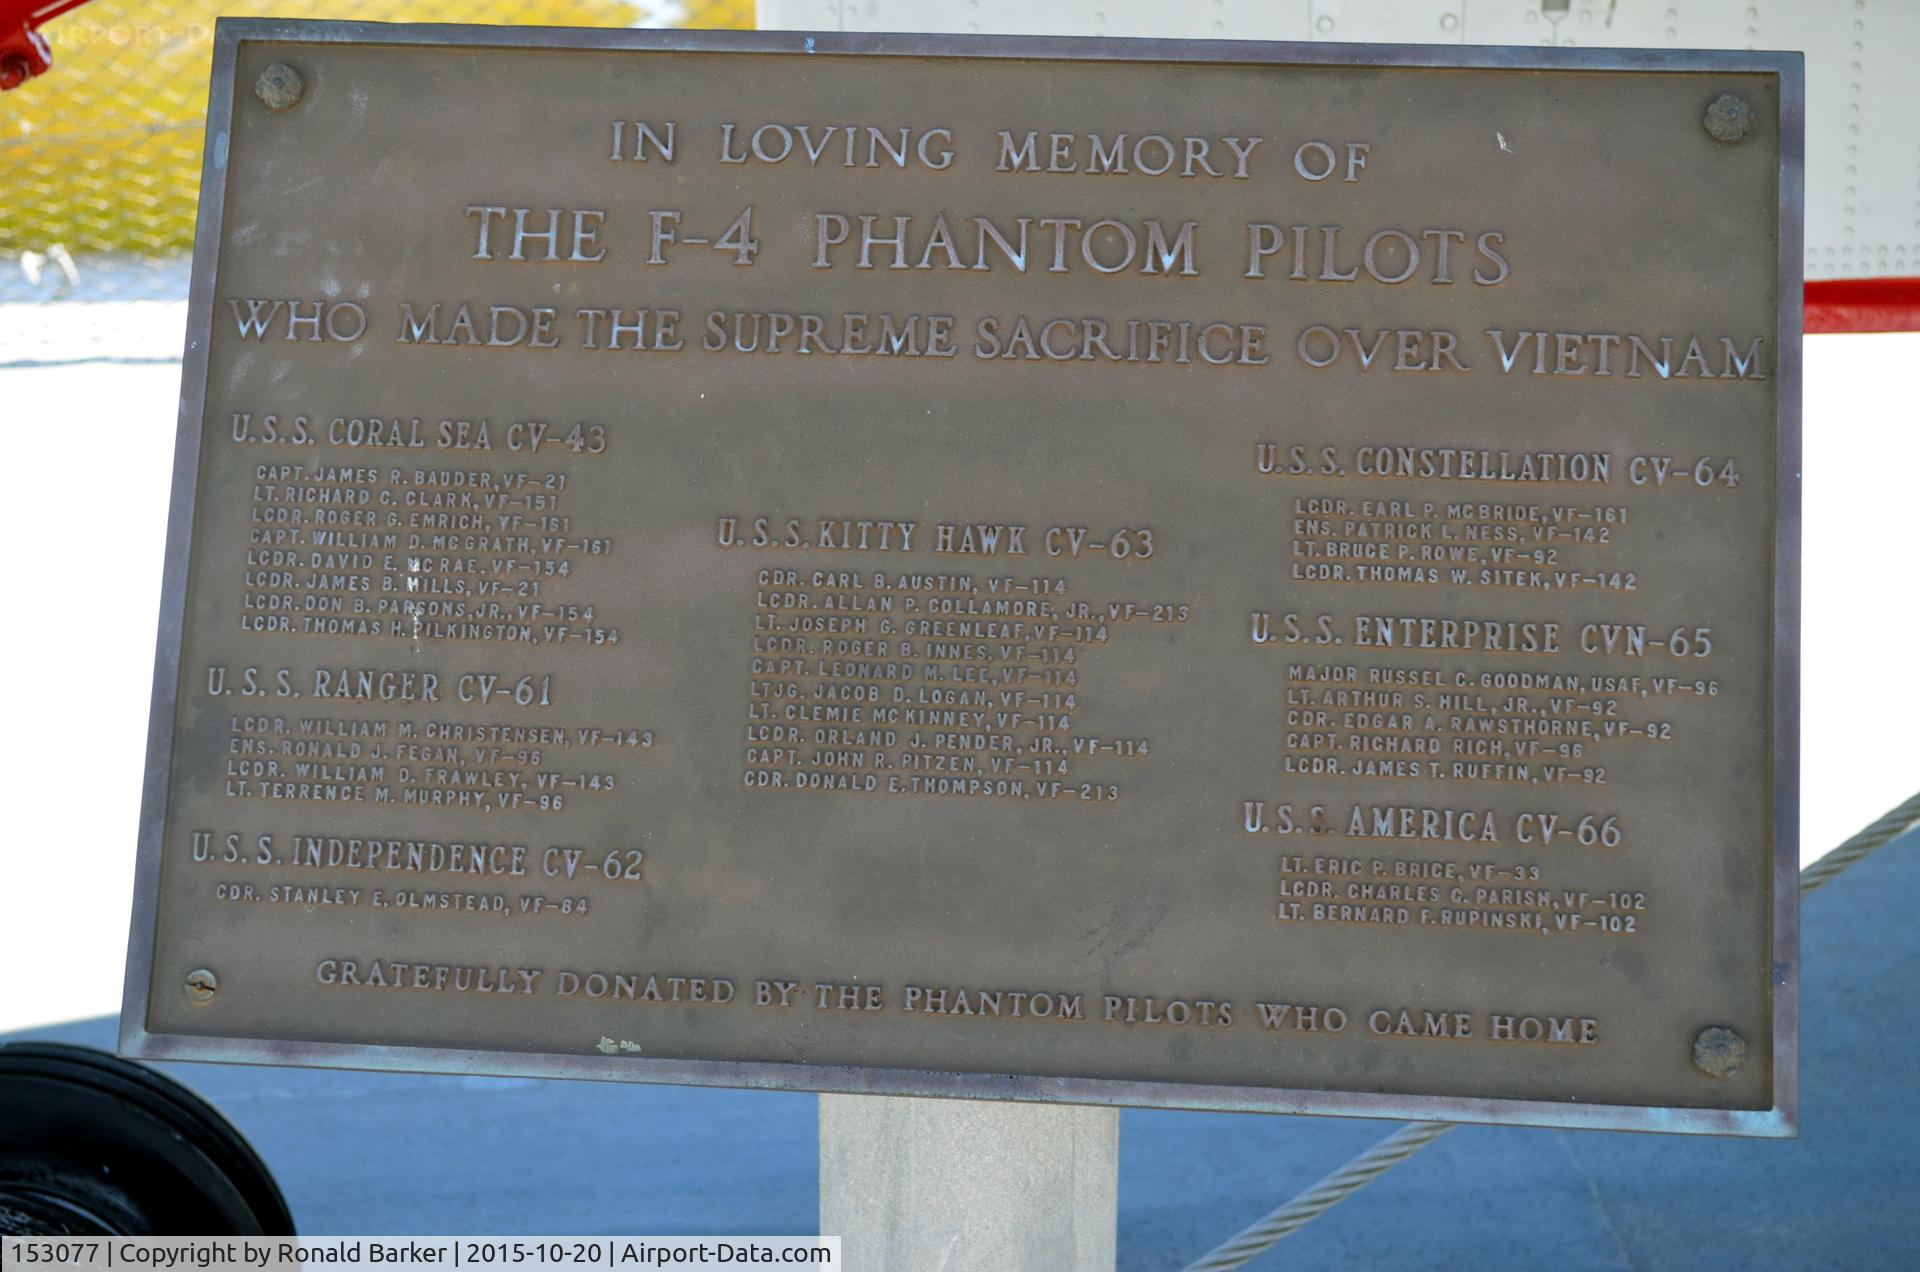 IN LOVING MEMORY OF
THE F-4 PHANTOM PILOTS
WHO MADE THE SUPREME SACRIFICE OVER VIETNAM
U.S.S. CORAL SEA CV-43
CAPT. JAMES R. BAUDER, VF-21
LT. RICHARD C. CLARK, VF-151
LCDR. ROGER G. EMRICH, VF-161
CAPT. WILLIAM D. MCGRATH, VF-161
LCDR. DAVID E. MCRAE, VF-154
LCDR. JAMES B. MILLS, VF-21
LCDR. DON B. PARSONS, JR., VF-154
LCDR. THOMAS H. PILKINGTON, VF-154
U.S.S. RANGER CV-61
LCDR. WILLIAM M. CHRISTENSEN, VF-143
ENS. RONALD J. FEGAN, VF-96
LCDR. WILLIAM D. FRAWLEY, VF-143
LT. TERRENCE M. MURPHY, VF-96
U.S.S. INDEPENDENCE CV-62
CDR. STANLEY E. OLMSTEAD, VF-84
U.S.S. KITTY HAWK CV-63
CDR. CARL B. AUSTIN, VF-114
LCDR. ALLAN P. COLLAMORE, JR., VF-213
LT. JOSEPH G. GREENLEAF, VF-114
LCDR. ROGER B. INNES, VF-114
CAPT. LEONARD M. LEE, VF-114
LTJG. JACOB D. LOGAN, VF-114
LT. CLEMIE MCKINNEY, VF-114
LCDR. ORLAND J. PENDER, JR., VF-114
CAPT. JOHN R. PITZEN, VF-114
CDR. DONALD E. THOMPSON, VF-213
U.S.S. CONSTELLATION CV-64
LCDR. EARL P. MCBRIDE, VF-161
ENS. PATRICK L. NESS, VF-142
LT. BRUCE P. ROWE, VF-92
LCDR. THOMAS W. SITEK, VF-142
U.S.S. ENTERPRISE CVN-65
MAJOR RUSSEL C. GOODMAN, USAF, VF-96
LT. ARTHUR S. HILL, JR., VF-92
CDR. EDGAR A. RAWSTHORNE, VF-92
CAPT. RICHARD RICH, VF-96
LCDR. JAMES T. RUFFIN, VF-92
U.S.S. AMERICA CV-66
LT. ERIC P. BRICE, VF-33
LCDR. CHARLES C. PARISH, VF-102
LT. BERNARD F. RUPINSKI, VF-102
GRATEFULLY DONATED BY THE PHANTOM PILOTS WHO CAME HOME
153077 | Copyright by Ronald Barker | 2015-10-20 | Airport-Data.com
AIRPORT-DATA.COM